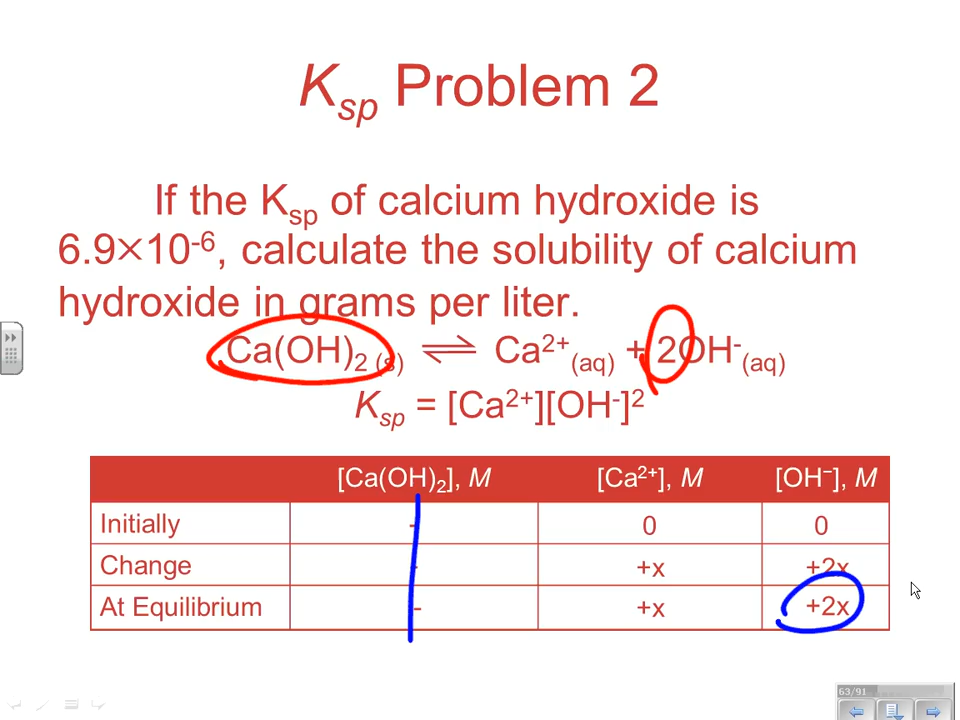 Ksp Problem 2
If the Ksp of calcium hydroxide is
6.9×10-6, calculate the solubility of calcium
hydroxide in grams per liter.
Ca(OH)2 (s) ⇌ Ca2+(aq) + 2OH-(aq)
Ksp = [Ca2+][OH-]2
[Ca(OH)2], M [Ca2+], M [OH−], M
Initially - 0 0
Change - +x +2x
At Equilibrium - +x +2x
63/91